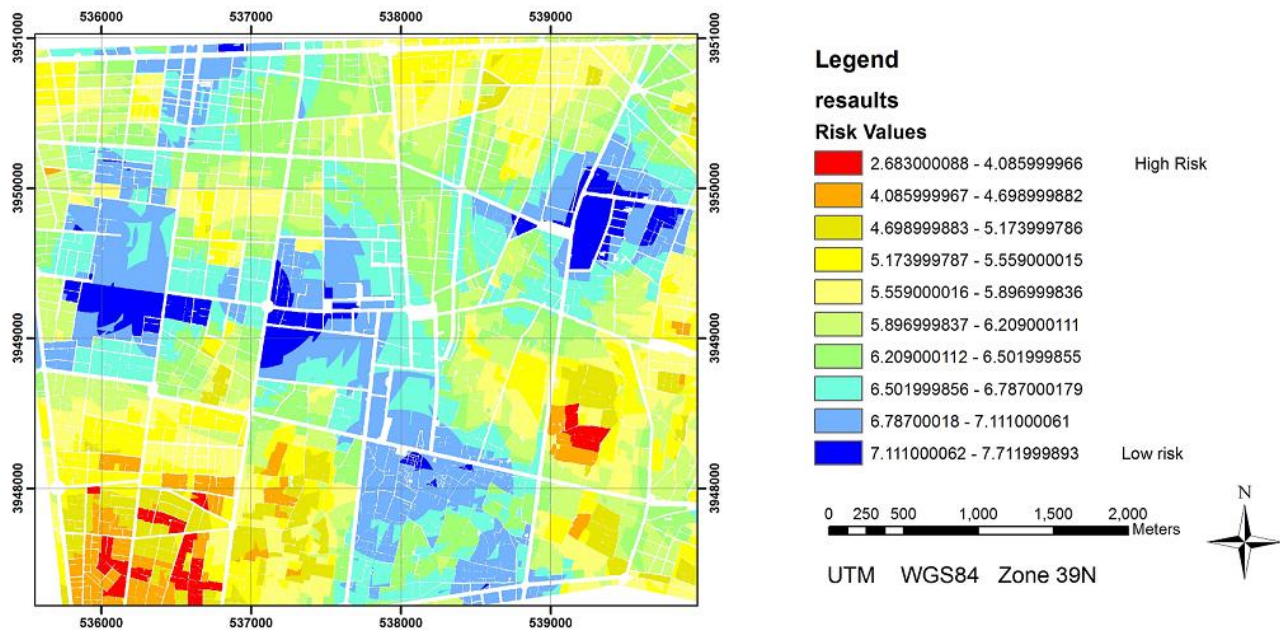 536000 537000 538000 539000
3951000 3951000
3950000 3950000
3949000 3949000
3948000 3948000
536000 537000 538000 539000
Legend
resaults
Risk Values
2.683000088 - 4.085999966 High Risk
4.085999967 - 4.698999882
4.698999883 - 5.173999786
5.173999787 - 5.559000015
5.559000016 - 5.896999836
5.896999837 - 6.209000111
6.209000112 - 6.501999855
6.501999856 - 6.787000179
6.78700018 - 7.111000061
7.111000062 - 7.711999893 Low risk
N
0 250 500 1,000 1,500 2,000
Meters
UTM WGS84 Zone 39N